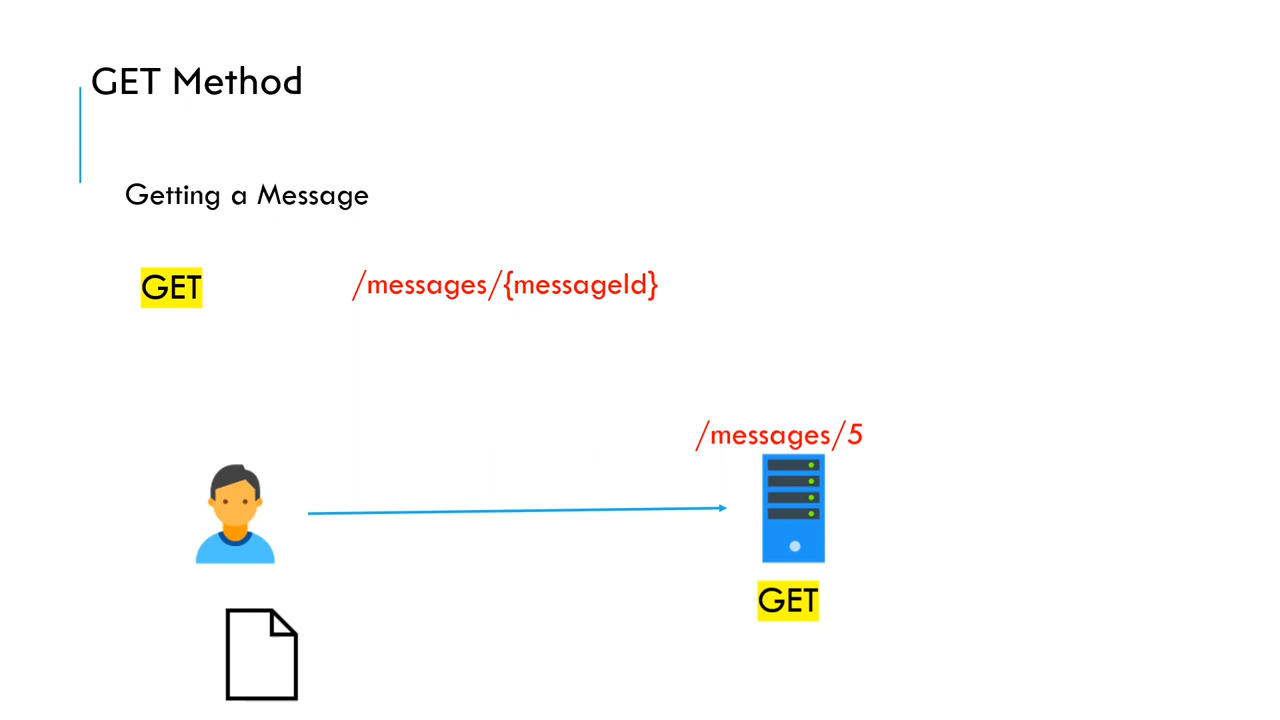 GET Method
Getting a Message
GET /messages/{messageId}
/messages/5
GET